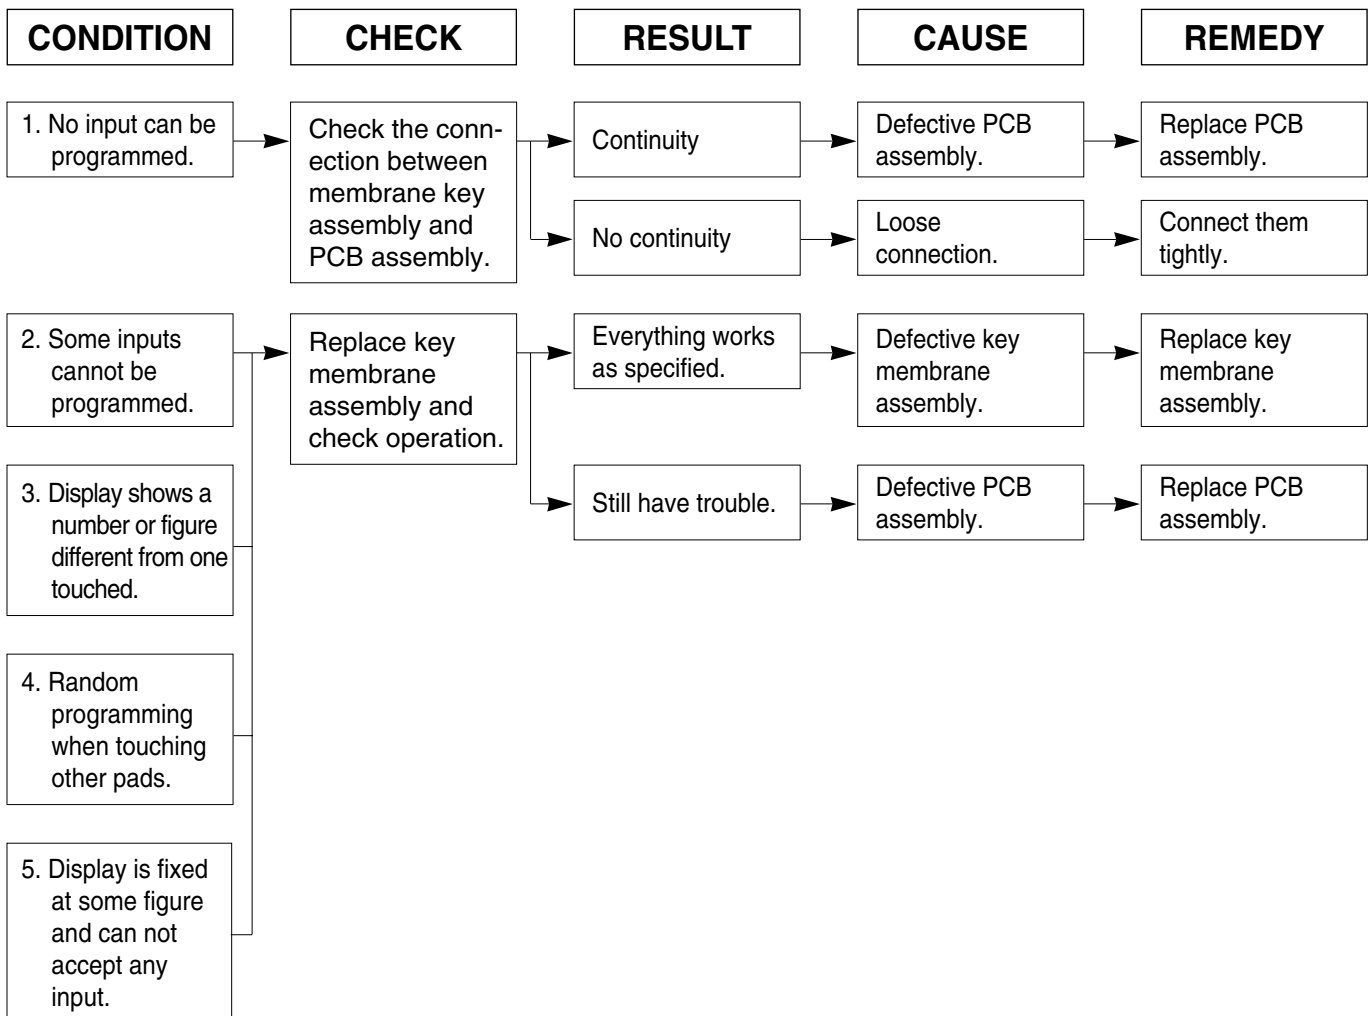 CONDITION
CHECK
RESULT
CAUSE
REMEDY
1. No input can be
programmed.
Check the conn-
ection between
membrane key
assembly and
PCB assembly.
Continuity
Defective PCB
assembly.
Replace PCB
assembly.
No continuity
Loose
connection.
Connect them
tightly.
2. Some inputs
cannot be
programmed.
Replace key
membrane
assembly and
check operation.
Everything works
as specified.
Defective key
membrane
assembly.
Replace key
membrane
assembly.
Still have trouble.
Defective PCB
assembly.
Replace PCB
assembly.
3. Display shows a
number or figure
different from one
touched.
4. Random
programming
when touching
other pads.
5. Display is fixed
at some figure
and can not
accept any
input.